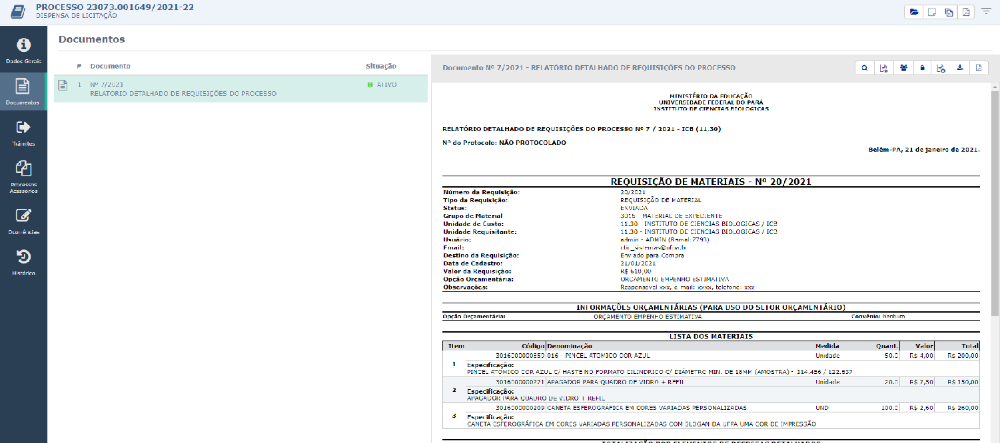 PROCESSO 23073.001649/2021-22
DISPENSA DE LICITAÇÃO
Dados Gerais
Documentos
Trâmites
Processos
Acessórios
Ocorrências
Histórico
Documentos
# Documento Situação
1 Nº 7/2021 ATIVO
RELATÓRIO DETALHADO DE REQUISIÇÕES DO PROCESSO
Documento Nº 7/2021 - RELATÓRIO DETALHADO DE REQUISIÇÕES DO PROCESSO
MINISTÉRIO DA EDUCAÇÃO
UNIVERSIDADE FEDERAL DO PARÁ
INSTITUTO DE CIENCIAS BIOLOGICAS
RELATÓRIO DETALHADO DE REQUISIÇÕES DO PROCESSO Nº 7 / 2021 - ICB (11.30)
Nº do Protocolo: NÃO PROTOCOLADO
Belém-PA, 21 de janeiro de 2021.
REQUISIÇÃO DE MATERIAIS - Nº 20/2021
Número da Requisição: 20/2021
Tipo da Requisição: REQUISIÇÃO DE MATERIAL
Status: ENVIADA
Grupo de Material 3016 - MATERIAL DE EXPEDIENTE
Unidade de Custo: 11.30 - INSTITUTO DE CIENCIAS BIOLOGICAS / ICB
Unidade Requisitante: 11.30 - INSTITUTO DE CIENCIAS BIOLOGICAS / ICB
Usuário: admin - ADMIN (Ramal:7793)
Email: ctic_sistemas@ufpa.br
Destino da Requisição: Enviado para Compra
Data de Cadastro: 21/01/2021
Valor da Requisição: R$ 610,00
Opção Orçamentária: ORÇAMENTO EMPENHO ESTIMATIVA
Observações: Responsável xxx, e-mail: xxxx, telefone: xxx
INFORMAÇÕES ORÇAMENTÁRIAS (PARA USO DO SETOR ORÇAMENTÁRIO)
Opção Orçamentária: ORÇAMENTO EMPENHO ESTIMATIVA Convênio: Nenhum
LISTA DOS MATERIAIS
Item Código Denominação Medida Quant. Valor Total
3016000000859 016 - PINCEL ATOMICO COR AZUL Unidade 50.0 R$ 4,00 R$ 200,00
1 Especificação:
PINCEL ATOMICO COR AZUL C/ HASTE NO FORMATO CILINDRICO C/ DIÂMETRO MIN. DE 18MM (AMOSTRA) - 114.456 / 122.637
3016000000221 APAGADOR PARA QUADRO DE VIDRO + REFIL Unidade 20.0 R$ 7,50 R$ 150,00
2 Especificação:
APAGADOR PARA QUADRO DE VIDRO + REFIL
3016000000209 CANETA ESFEROGRÁFICA EM CORES VARIADAS PERSONALIZADAS UND 100.0 R$ 2,60 R$ 260,00
3 Especificação:
CANETA ESFEROGRÁFICA EM CORES VARIADAS PERSONALIZADAS COM SLOGAN DA UFPA UMA COR DE IMPRESSÃO
TOTALIZAÇÃO POR ELEMENTOS DE DESPESAS DETALHADOS